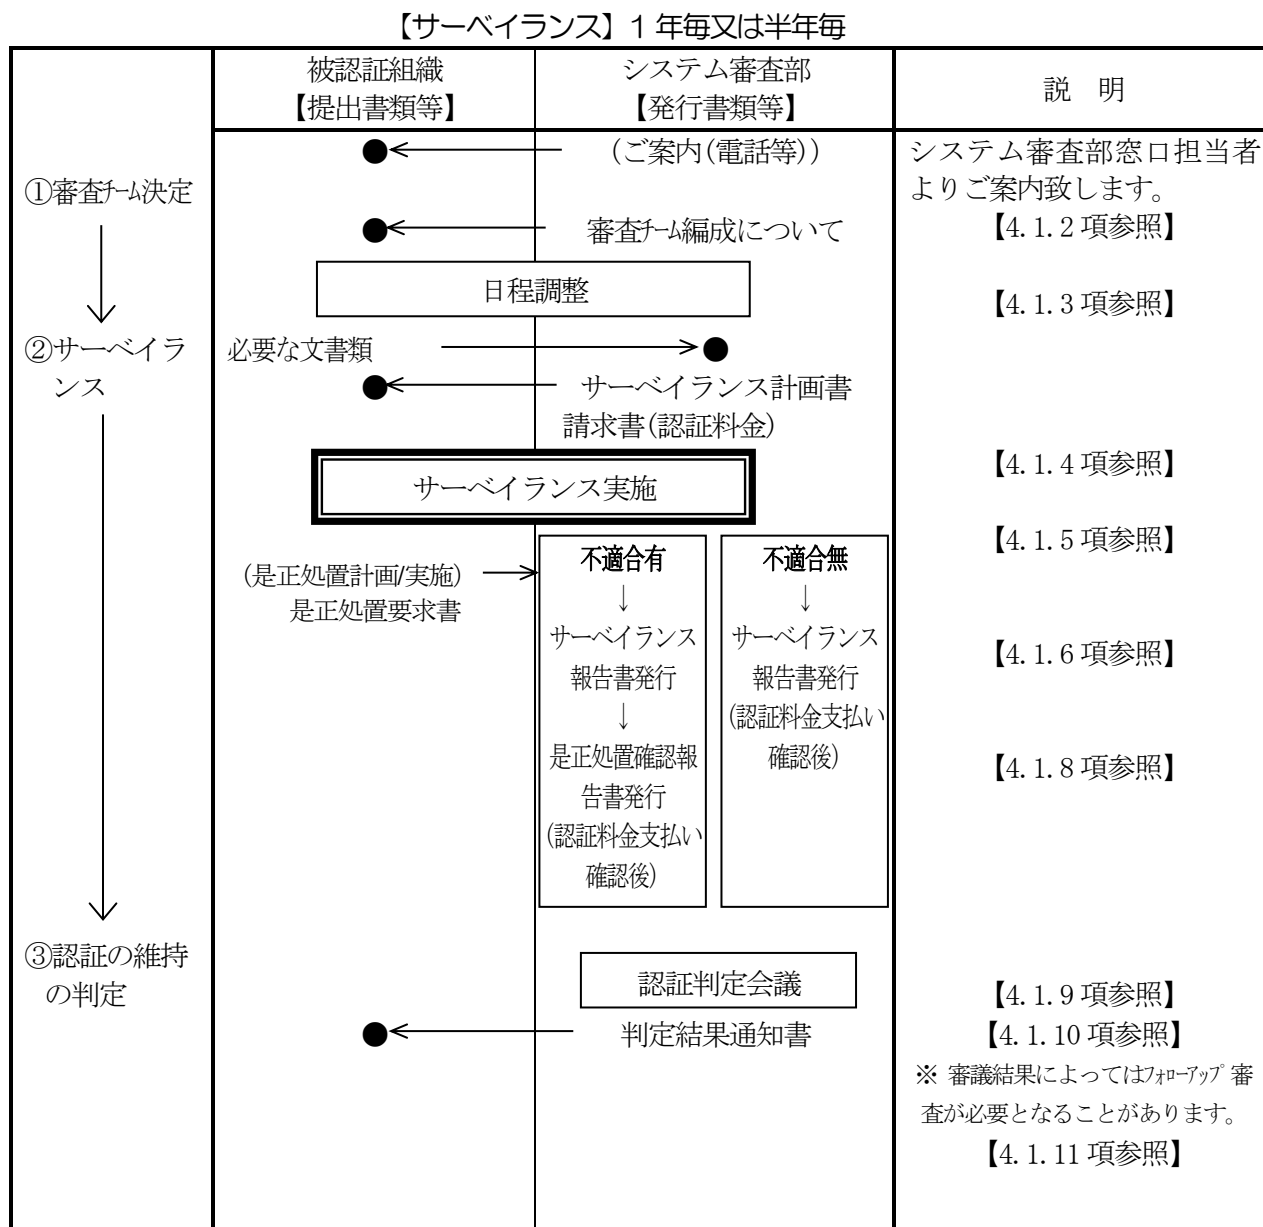 【サーベイランス】1 年毎又は半年毎
被認証組織
【提出書類等】
システム審査部
【発行書類等】
説　明
(ご案内(電話等))
システム審査部窓口担当者
よりご案内致します。
①審査ﾁｰﾑ決定
審査ﾁｰﾑ編成について
【4.1.2 項参照】
日程調整
【4.1.3 項参照】
②サーベイラ
ンス
必要な文書類
サーベイランス計画書
請求書(認証料金)
【4.1.4 項参照】
サーベイランス実施
【4.1.5 項参照】
(是正処置計画/実施)
是正処置要求書
不適合有
↓
サーベイランス
報告書発行
↓
是正処置確認報
告書発行
(認証料金支払い
確認後)
不適合無
↓
サーベイランス
報告書発行
(認証料金支払い
確認後)
【4.1.6 項参照】
【4.1.8 項参照】
③認証の維持
の判定
認証判定会議
【4.1.9 項参照】
判定結果通知書
【4.1.10 項参照】
※ 審議結果によってはﾌｫﾛｰｱｯﾌﾟ審
査が必要となることがあります。
【4.1.11 項参照】